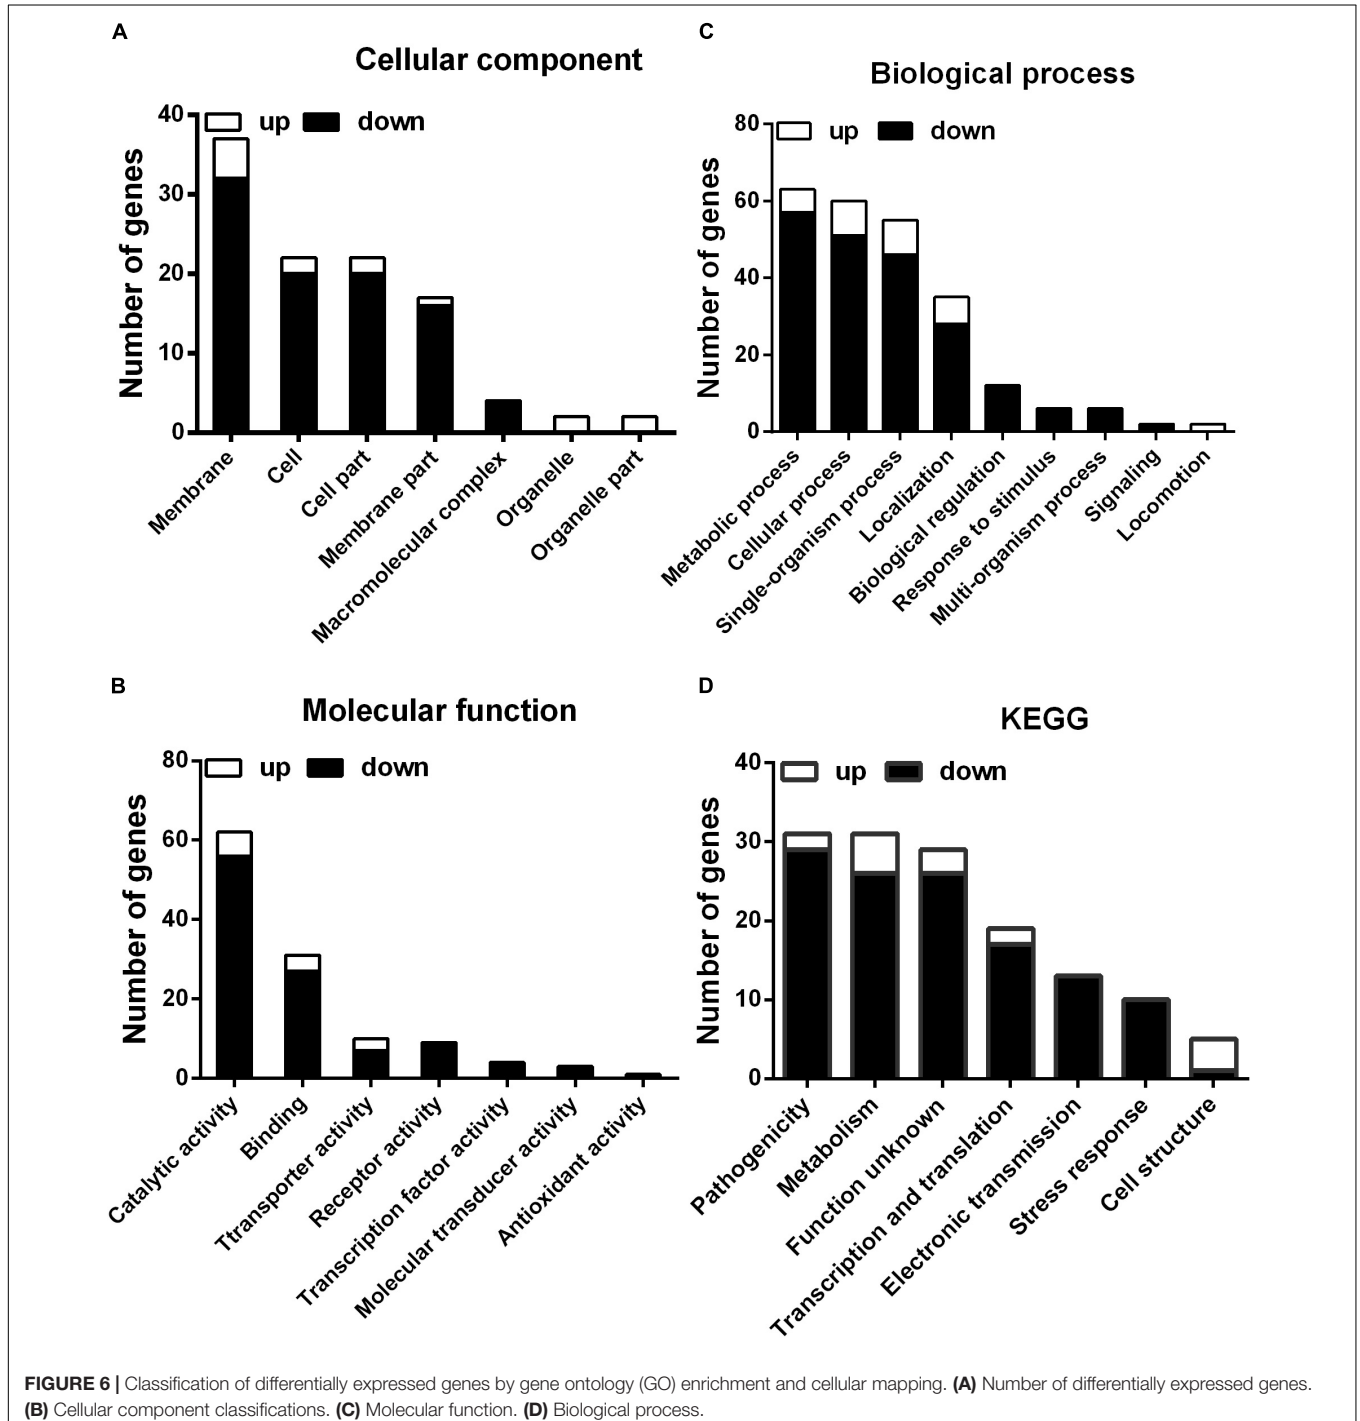 A
Cellular component
up down
Number of genes
40
30
20
10
0
Membrane
Cell
Cell part
Membrane part
Macromolecular complex
Organelle
Organelle part
C
Biological process
up down
Number of genes
80
60
40
20
0
Metabolic process
Cellular process
Single-organism process
Localization
Biological regulation
Response to stimulus
Multi-organism process
Signaling
Locomotion
B
Molecular function
up down
Number of genes
80
60
40
20
0
Catalytic activity
Binding
Ttransporter activity
Receptor activity
Transcription factor activity
Molecular transducer activity
Antioxidant activity
D
KEGG
up down
Number of genes
40
30
20
10
0
Pathogenicity
Metabolism
Function unknown
Transcription and translation
Electronic transmission
Stress response
Cell structure
FIGURE 6 | Classification of differentially expressed genes by gene ontology (GO) enrichment and cellular mapping. (A) Number of differentially expressed genes.
(B) Cellular component classifications. (C) Molecular function. (D) Biological process.